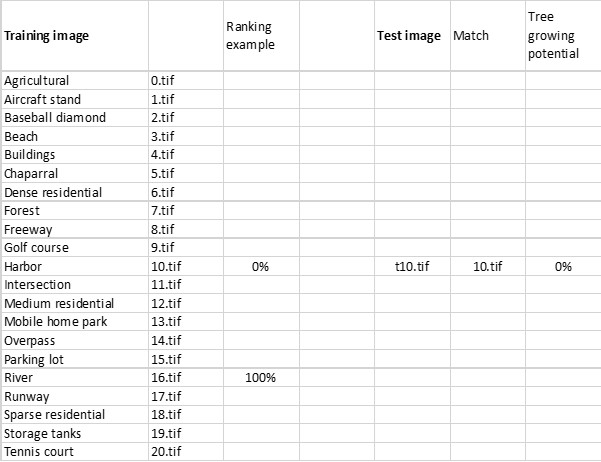 Training image Ranking example Test image Match Tree growing potential
Agricultural 0.tif
Aircraft stand 1.tif
Baseball diamond 2.tif
Beach 3.tif
Buildings 4.tif
Chaparral 5.tif
Dense residential 6.tif
Forest 7.tif
Freeway 8.tif
Golf course 9.tif
Harbor 10.tif 0% t10.tif 10.tif 0%
Intersection 11.tif
Medium residential 12.tif
Mobile home park 13.tif
Overpass 14.tif
Parking lot 15.tif
River 16.tif 100%
Runway 17.tif
Sparse residential 18.tif
Storage tanks 19.tif
Tennis court 20.tif